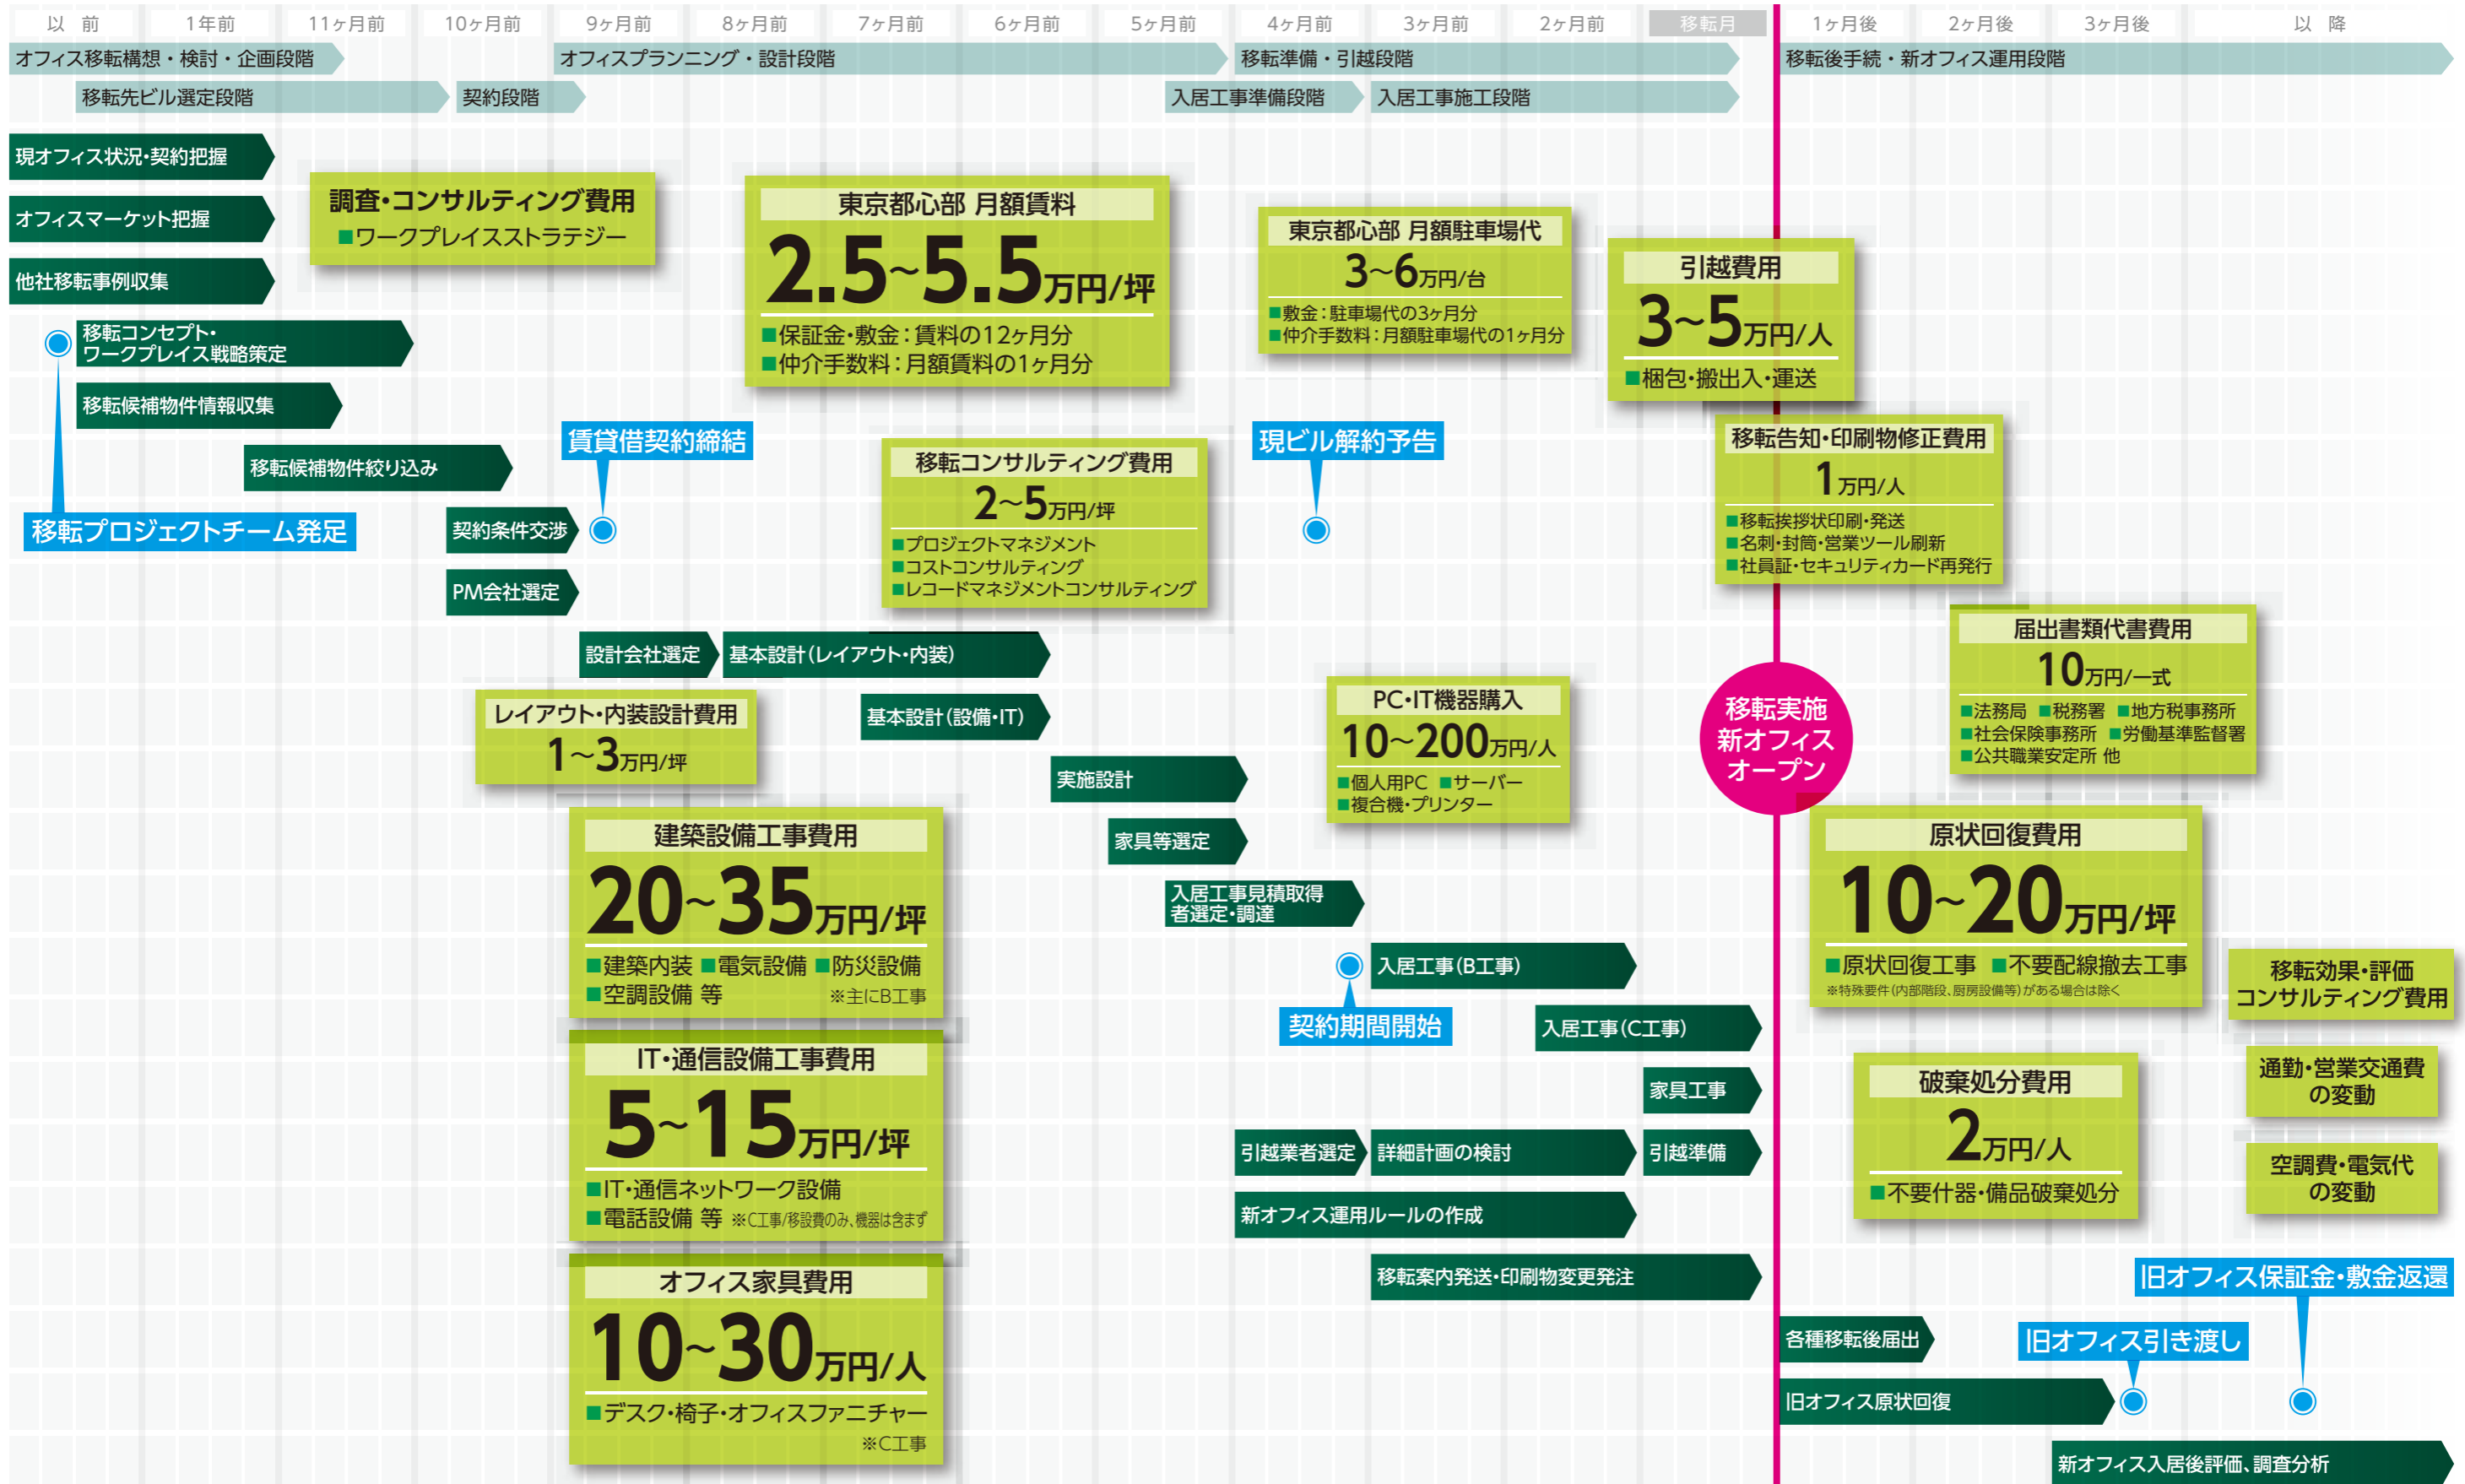 以 前
1年前
11ヶ月前
10ヶ月前
9ヶ月前
8ヶ月前
7ヶ月前
6ヶ月前
5ヶ月前
4ヶ月前
3ヶ月前
2ヶ月前
移転月
1ヶ月後
2ヶ月後
3ヶ月後
以 降
オフィス移転構想・検討・企画段階
オフィスプランニング・設計段階
移転準備・引越段階
移転後手続・新オフィス運用段階
移転先ビル選定段階
契約段階
入居工事準備段階
入居工事施工段階
現オフィス状況・契約把握
オフィスマーケット把握
他社移転事例収集
移転コンセプト・
ワークプレイス戦略策定
移転候補物件情報収集
移転候補物件絞り込み
移転プロジェクトチーム発足
契約条件交渉
PM会社選定
賃貸借契約締結
調査・コンサルティング費用
■ワークプレイスストラテジー
東京都心部 月額賃料
2.5〜5.5万円/坪
■保証金・敷金：賃料の12ヶ月分
■仲介手数料：月額賃料の1ヶ月分
東京都心部 月額駐車場代
3〜6万円/台
■敷金：駐車場代の3ヶ月分
■仲介手数料：月額駐車場代の1ヶ月分
引越費用
3〜5万円/人
■梱包・搬出入・運送
移転コンサルティング費用
2〜5万円/坪
■プロジェクトマネジメント
■コストコンサルティング
■レコードマネジメントコンサルティング
現ビル解約予告
移転告知・印刷物修正費用
1万円/人
■移転挨拶状印刷・発送
■名刺・封筒・営業ツール刷新
■社員証・セキュリティカード再発行
設計会社選定
基本設計（レイアウト・内装）
基本設計（設備・IT）
実施設計
家具等選定
入居工事見積取得
者選定・調達
レイアウト・内装設計費用
1〜3万円/坪
PC・IT機器購入
10〜200万円/人
■個人用PC ■サーバー
■複合機・プリンター
移転実施
新オフィス
オープン
届出書類代書費用
10万円/一式
■法務局 ■税務署 ■地方税事務所
■社会保険事務所 ■労働基準監督署
■公共職業安定所 他
建築設備工事費用
20〜35万円/坪
■建築内装 ■電気設備 ■防災設備
■空調設備 等 ※主にB工事
IT・通信設備工事費用
5〜15万円/坪
■IT・通信ネットワーク設備
■電話設備 等 ※C工事/移設費のみ、機器は含まず
オフィス家具費用
10〜30万円/人
■デスク・椅子・オフィスファニチャー
※C工事
原状回復費用
10〜20万円/坪
■原状回復工事 ■不要配線撤去工事
※特殊要件（内部階段、厨房設備等）がある場合は除く
移転効果・評価
コンサルティング費用
通勤・営業交通費
の変動
空調費・電気代
の変動
破棄処分費用
2万円/人
■不要什器・備品破棄処分
入居工事（B工事）
契約期間開始
入居工事（C工事）
家具工事
引越業者選定
詳細計画の検討
引越準備
新オフィス運用ルールの作成
移転案内発送・印刷物変更発注
旧オフィス保証金・敷金返還
各種移転後届出
旧オフィス引き渡し
旧オフィス原状回復
新オフィス入居後評価、調査分析